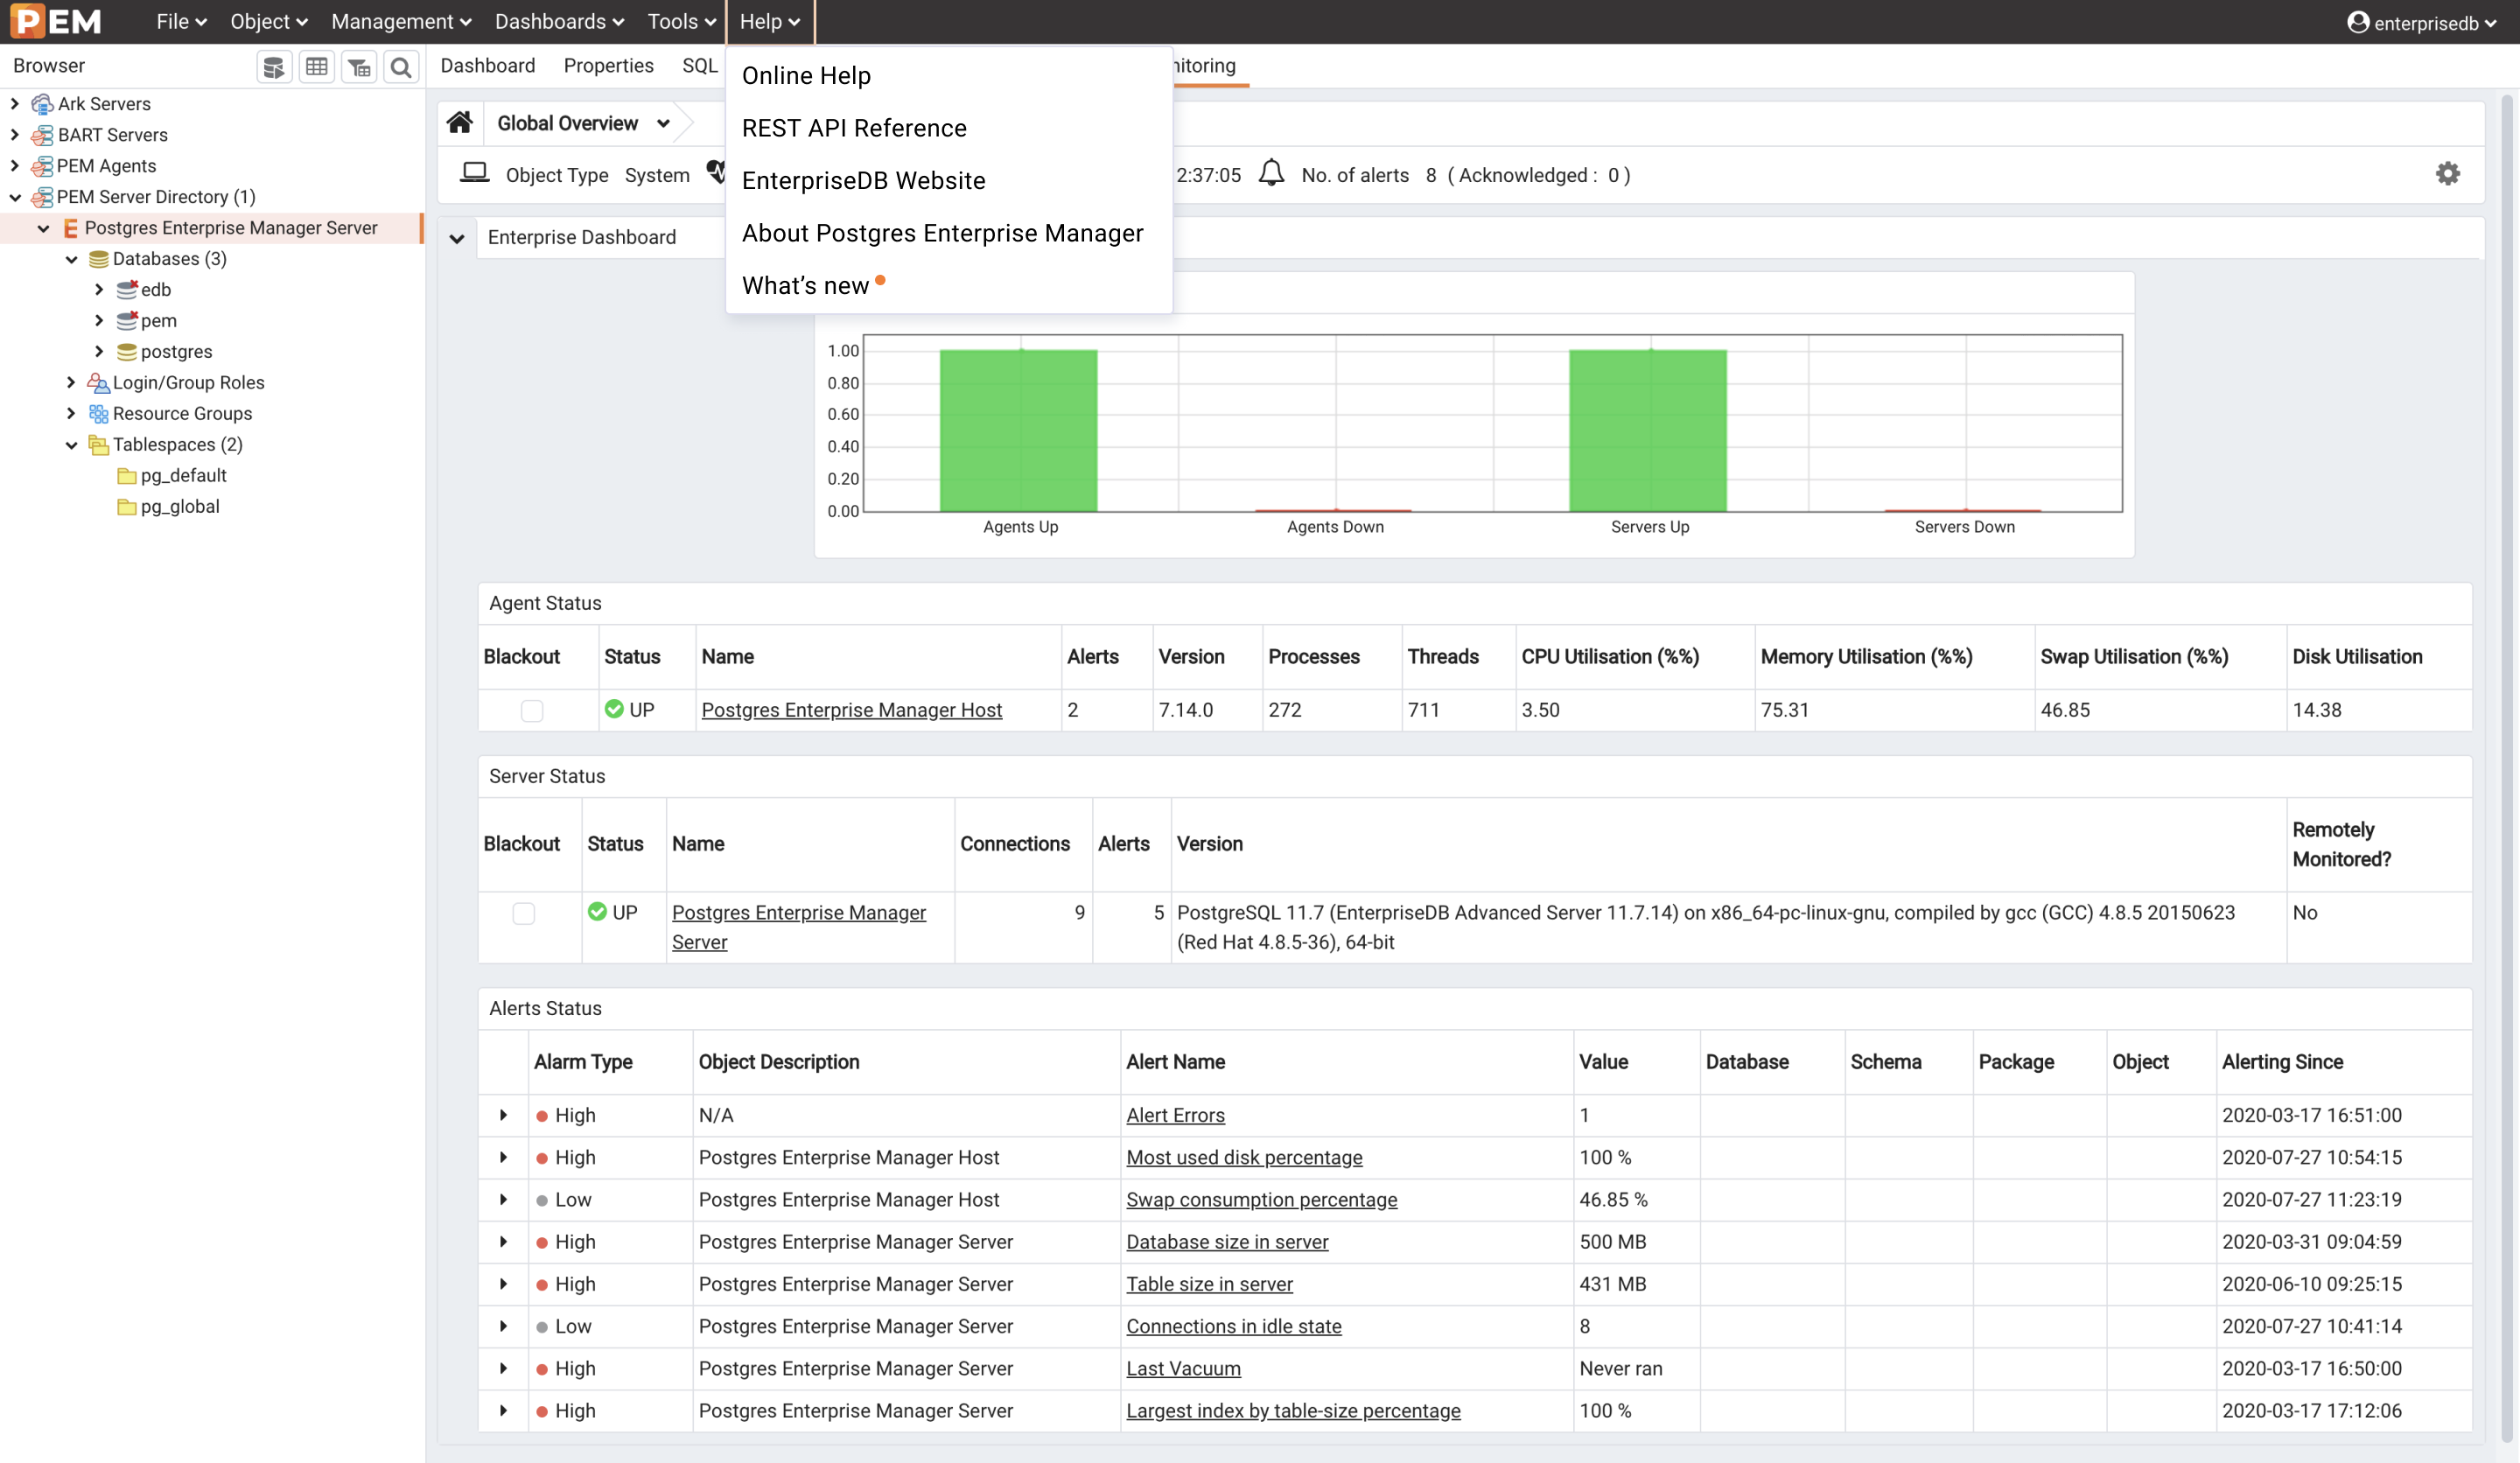 PEM File Object Management Dashboards Tools Help enterprisedb
Browser Dashboard Properties SQL
Online Help
REST API Reference
EnterpriseDB Website
About Postgres Enterprise Manager
What’s new
Ark Servers
BART Servers
PEM Agents
PEM Server Directory (1)
Postgres Enterprise Manager Server
Databases (3)
edb
pem
postgres
Login/Group Roles
Resource Groups
Tablespaces (2)
pg_default
pg_global
Global Overview
Object Type System 2:37:05 No. of alerts 8 ( Acknowledged : 0 )
Enterprise Dashboard
1.00
0.80
0.60
0.40
0.20
0.00
Agents Up Agents Down Servers Up Servers Down
Agent Status
Blackout Status Name Alerts Version Processes Threads CPU Utilisation (%%) Memory Utilisation (%%) Swap Utilisation (%%) Disk Utilisation
UP Postgres Enterprise Manager Host 2 7.14.0 272 711 3.50 75.31 46.85 14.38
Server Status
Blackout Status Name Connections Alerts Version Remotely
Monitored?
UP Postgres Enterprise Manager 9 5 PostgreSQL 11.7 (EnterpriseDB Advanced Server 11.7.14) on x86_64-pc-linux-gnu, compiled by gcc (GCC) 4.8.5 20150623 No
Server (Red Hat 4.8.5-36), 64-bit
Alerts Status
Alarm Type Object Description Alert Name Value Database Schema Package Object Alerting Since
High N/A Alert Errors 1 2020-03-17 16:51:00
High Postgres Enterprise Manager Host Most used disk percentage 100 % 2020-07-27 10:54:15
Low Postgres Enterprise Manager Host Swap consumption percentage 46.85 % 2020-07-27 11:23:19
High Postgres Enterprise Manager Server Database size in server 500 MB 2020-03-31 09:04:59
High Postgres Enterprise Manager Server Table size in server 431 MB 2020-06-10 09:25:15
Low Postgres Enterprise Manager Server Connections in idle state 8 2020-07-27 10:41:14
High Postgres Enterprise Manager Server Last Vacuum Never ran 2020-03-17 16:50:00
High Postgres Enterprise Manager Server Largest index by table-size percentage 100 % 2020-03-17 17:12:06